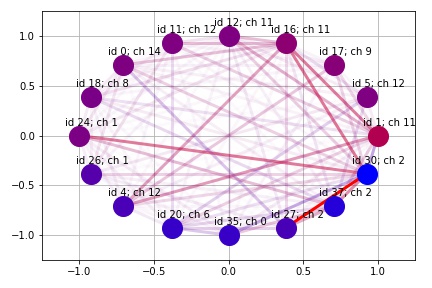 id 12; ch 11
id 11; ch 12
id 16; ch 11
id 0; ch 14
id 17; ch 9
id 18; ch 8
id 5; ch 12
id 24; ch 1
id 1; ch 11
id 26; ch 1
id 30; ch 2
id 4; ch 12
id 37; ch 2
id 20; ch 6
id 35; ch 0
id 27; ch 2
1.0
0.5
0.0
−0.5
−1.0
−1.0
−0.5
0.0
0.5
1.0